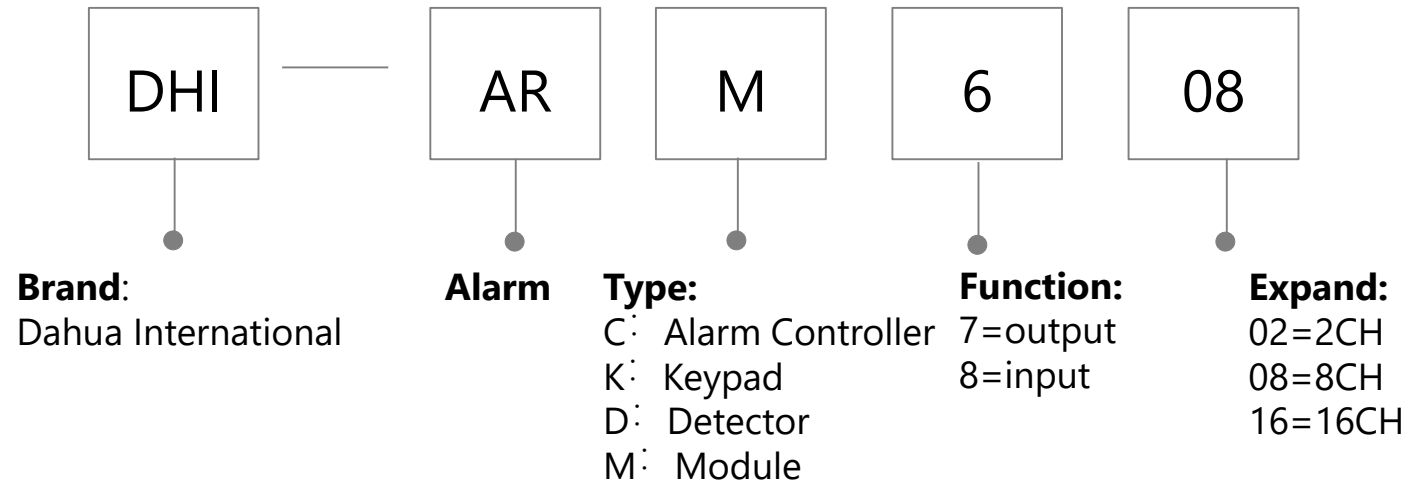 DHI — AR M 6 08
Brand:
Dahua International
Alarm
Type:
C: Alarm Controller
K: Keypad
D: Detector
M: Module
Function:
7=output
8=input
Expand:
02=2CH
08=8CH
16=16CH